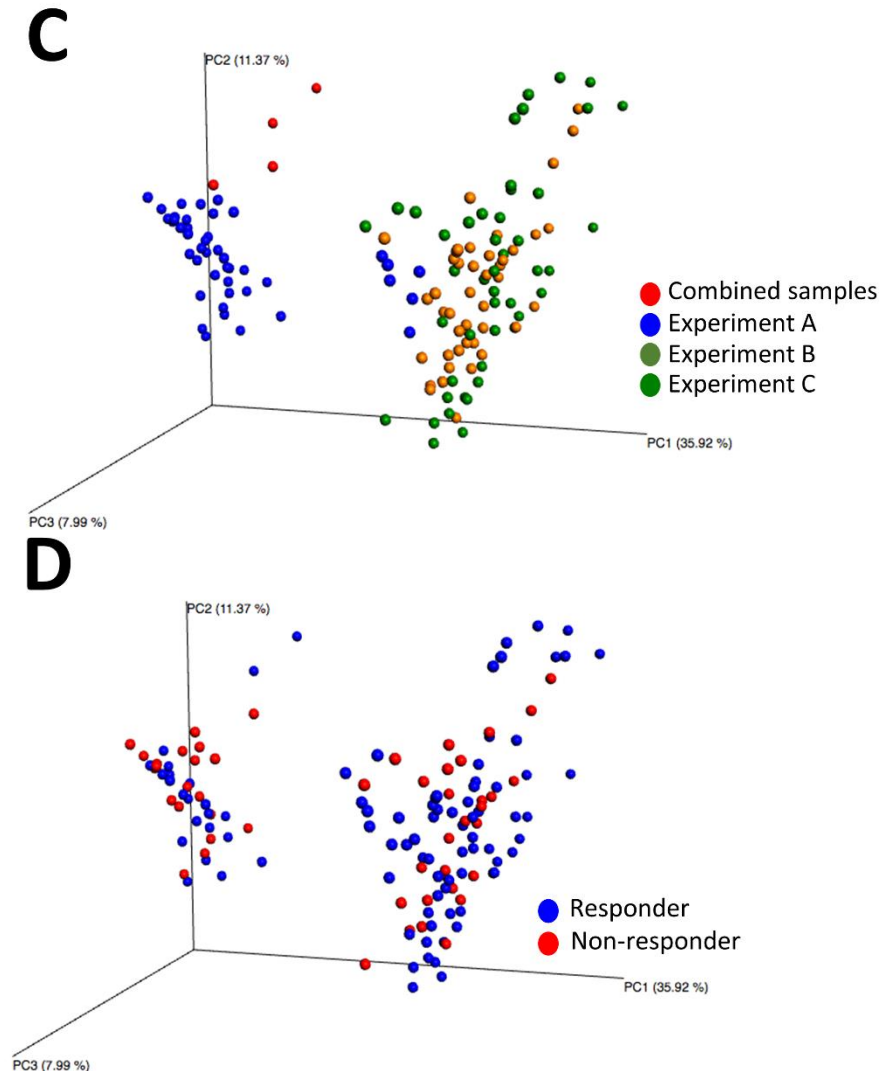 C
PC2 (11.37 %)
Combined samples
Experiment A
Experiment B
Experiment C
PC1 (35.92 %)
PC3 (7.99 %)
D
PC2 (11.37 %)
Responder
Non-responder
PC1 (35.92 %)
PC3 (7.99 %)